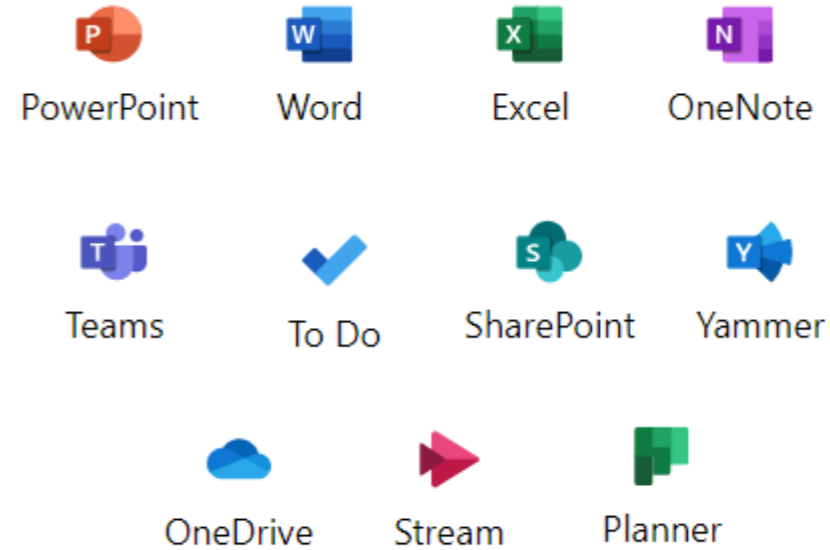 P W X N
PowerPoint Word Excel OneNote
T S Y
Teams To Do SharePoint Yammer
OneDrive Stream Planner